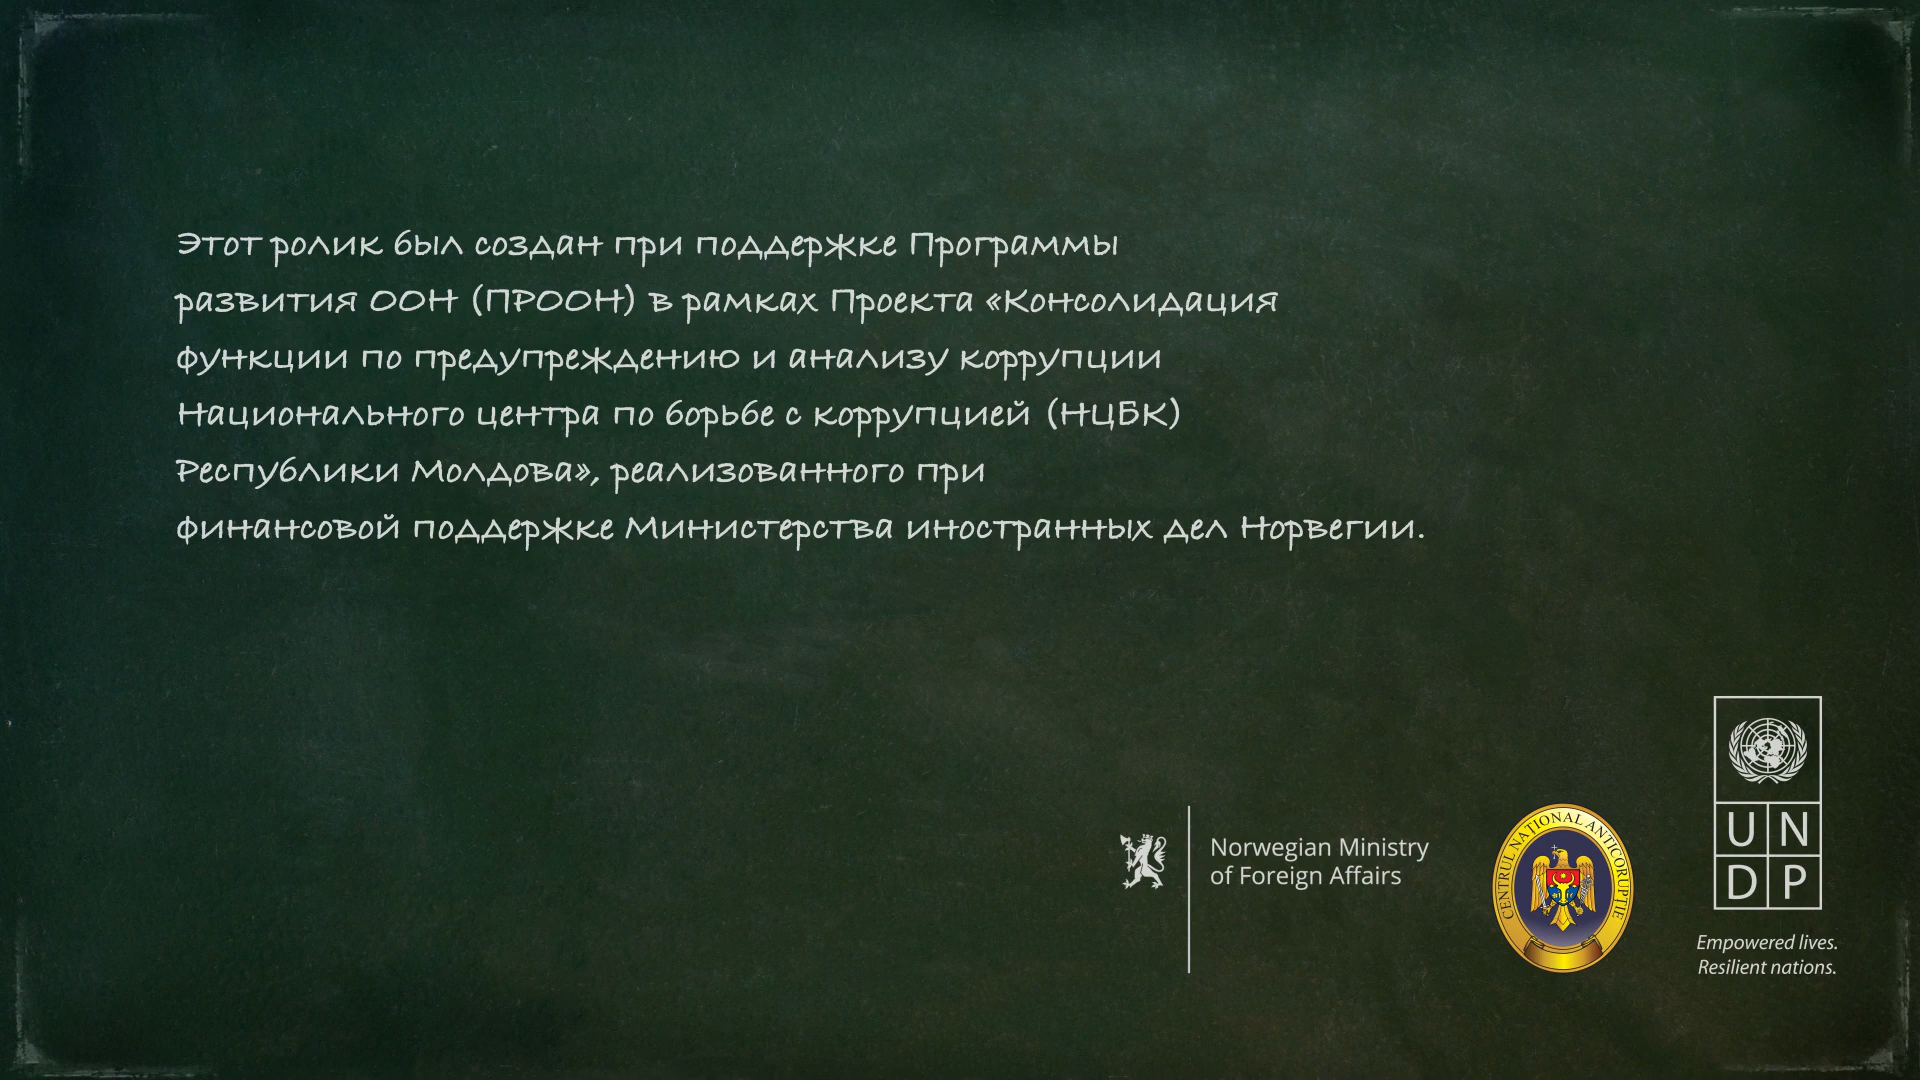 Этот ролик был создан при поддержке Программы
развития ООН (ПРООН) в рамках Проекта «Консолидация
функции по предупреждению и анализу коррупции
Национального центра по борьбе с коррупцией (НЦБК)
Республики Молдова», реализованного при
финансовой поддержке Министерства иностранных дел Норвегии.
Norwegian Ministry
of Foreign Affairs
CENTRUL NAȚIONAL ANTICORUPȚIE
UN
DP
Empowered lives.
Resilient nations.